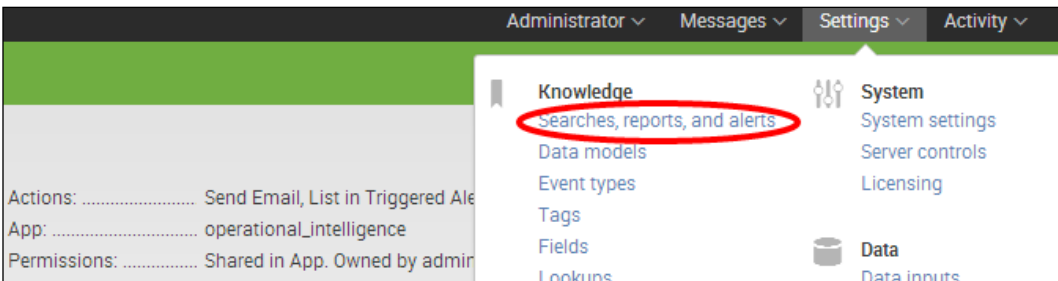 Administrator Messages Settings Activity
Knowledge
Searches, reports, and alerts
Data models
Event types
Tags
Fields
Lookups
System
System settings
Server controls
Licensing
Data
Data inputs
Actions: ........................ Send Email, List in Triggered Ale
App: ............................... operational_intelligence
Permissions: ................ Shared in App. Owned by admin